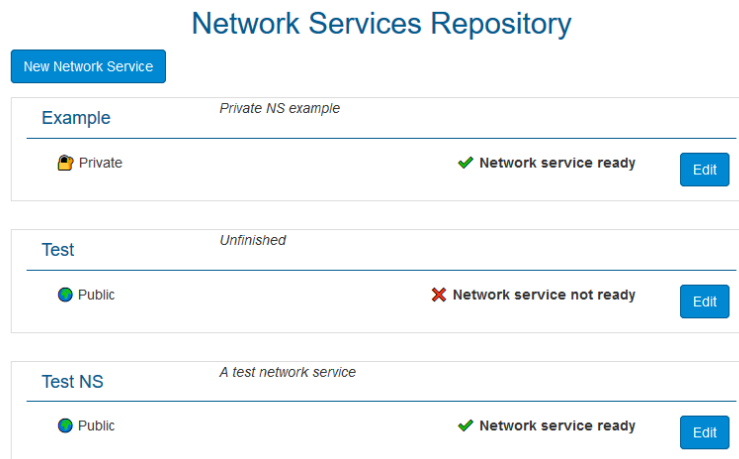 Network Services Repository
New Network Service
Example Private NS example
Private Network service ready Edit
Test Unfinished
Public Network service not ready Edit
Test NS A test network service
Public Network service ready Edit